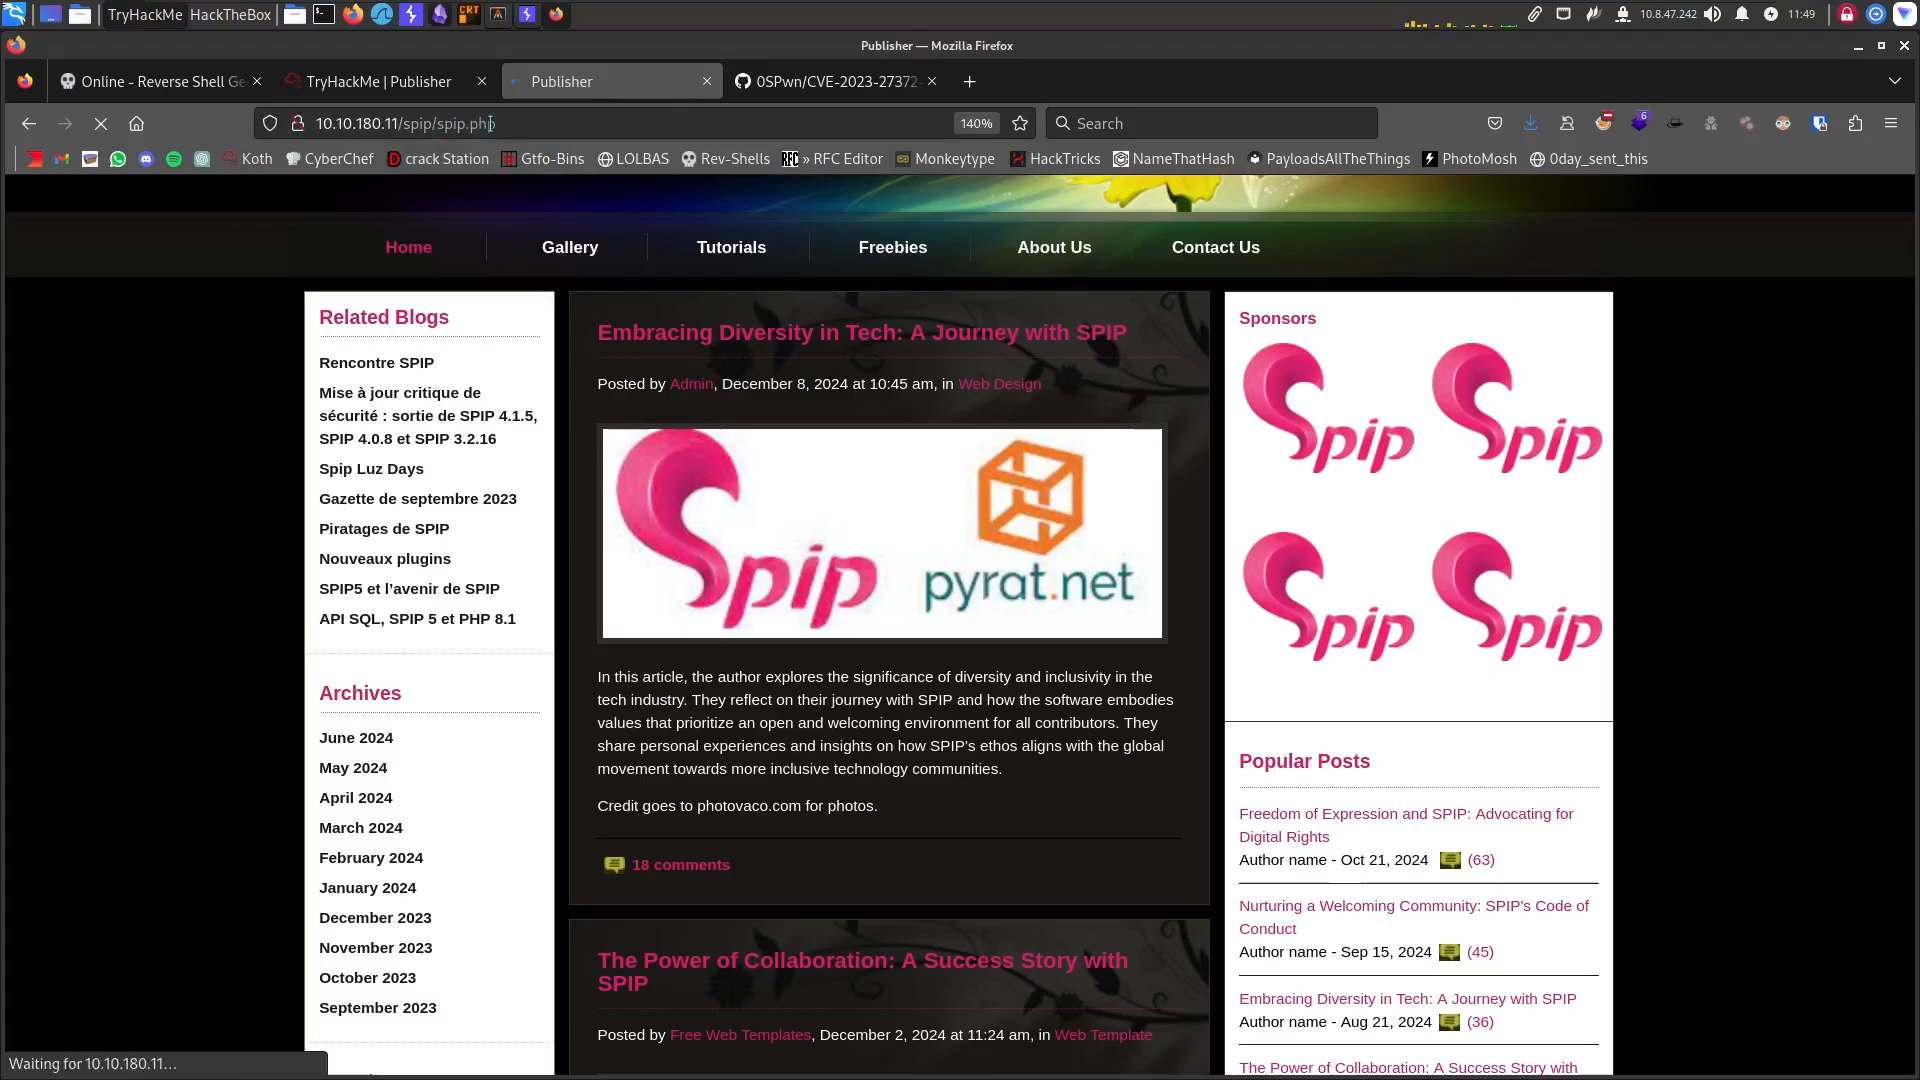 TryHackMe HackTheBox
CRT
10.8.47.242
11:49
Publisher — Mozilla Firefox
Online - Reverse Shell Ge
TryHackMe | Publisher
Publisher
0SPwn/CVE-2023-27372-
10.10.180.11/spip/spip.php
140%
Search
6
Koth
CyberChef
crack Station
Gtfo-Bins
LOLBAS
Rev-Shells
RFC
» RFC Editor
Monkeytype
HackTricks
NameThatHash
PayloadsAllTheThings
PhotoMosh
0day_sent_this
Home
Gallery
Tutorials
Freebies
About Us
Contact Us
Related Blogs
Rencontre SPIP
Mise à jour critique de
sécurité : sortie de SPIP 4.1.5,
SPIP 4.0.8 et SPIP 3.2.16
Spip Luz Days
Gazette de septembre 2023
Piratages de SPIP
Nouveaux plugins
SPIP5 et l’avenir de SPIP
API SQL, SPIP 5 et PHP 8.1
Archives
June 2024
May 2024
April 2024
March 2024
February 2024
January 2024
December 2023
November 2023
October 2023
September 2023
Embracing Diversity in Tech: A Journey with SPIP
Posted by Admin, December 8, 2024 at 10:45 am, in Web Design
Spip
pyrat.net
In this article, the author explores the significance of diversity and inclusivity in the
tech industry. They reflect on their journey with SPIP and how the software embodies
values that prioritize an open and welcoming environment for all contributors. They
share personal experiences and insights on how SPIP's ethos aligns with the global
movement towards more inclusive technology communities.
Credit goes to photovaco.com for photos.
18 comments
The Power of Collaboration: A Success Story with
SPIP
Posted by Free Web Templates, December 2, 2024 at 11:24 am, in Web Template
Sponsors
Spip
Spip
Spip
Spip
Popular Posts
Freedom of Expression and SPIP: Advocating for
Digital Rights
Author name - Oct 21, 2024 (63)
Nurturing a Welcoming Community: SPIP's Code of
Conduct
Author name - Sep 15, 2024 (45)
Embracing Diversity in Tech: A Journey with SPIP
Author name - Aug 21, 2024 (36)
The Power of Collaboration: A Success Story with
Waiting for 10.10.180.11…